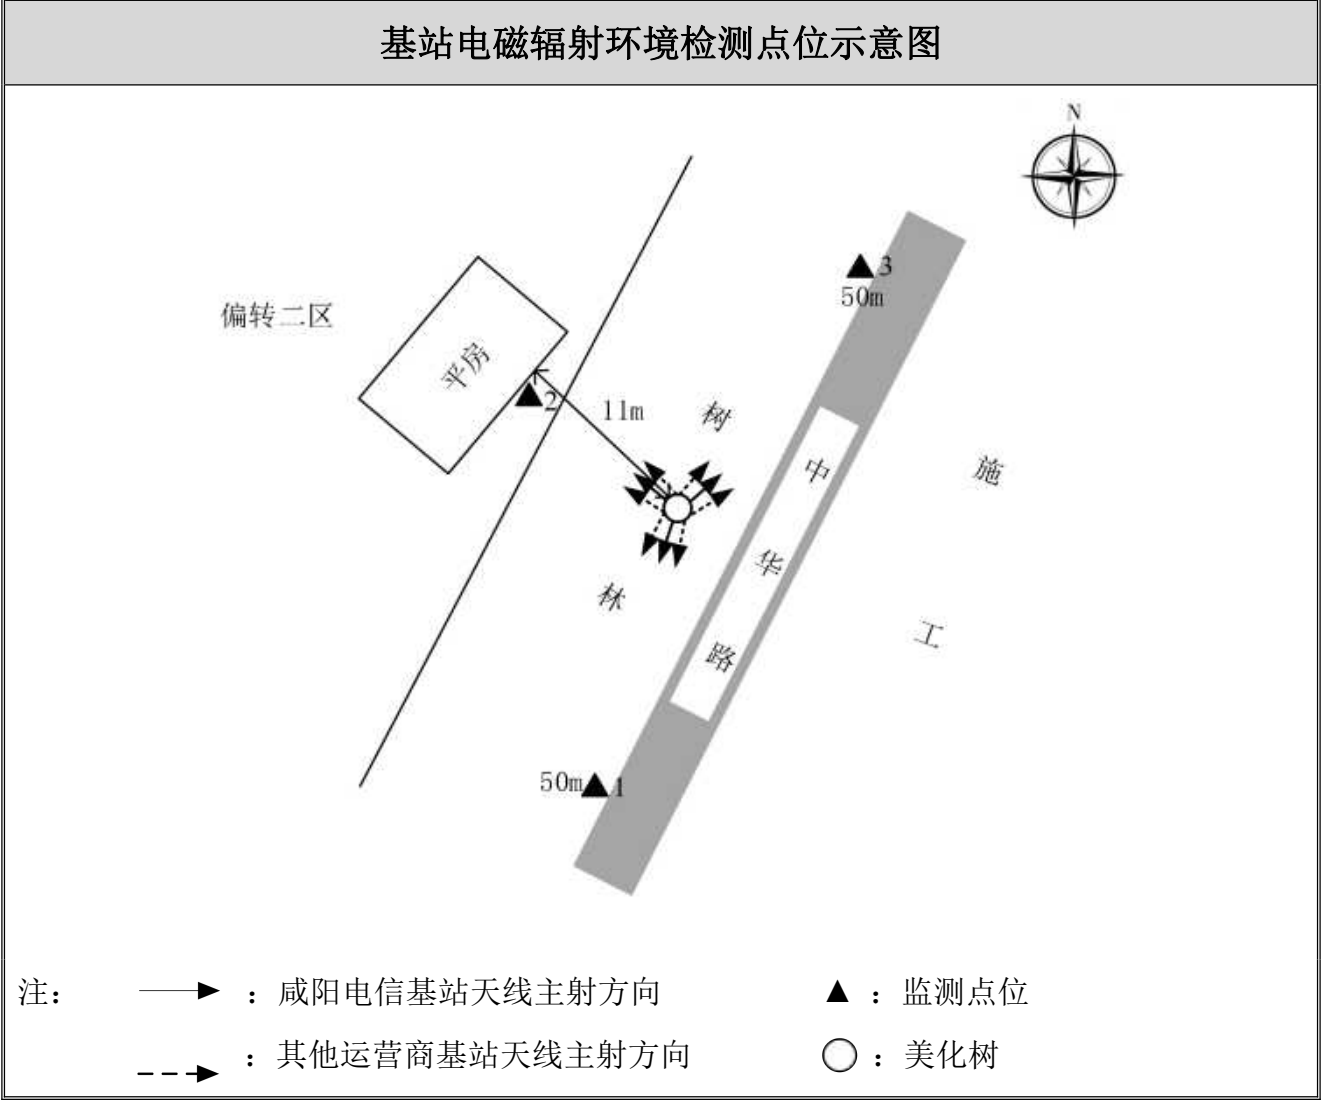 基站电磁辐射环境检测点位示意图
N
3
50m
偏转二区
平房
2
11m
树
林
中
华
路
施
工
50m
1
注：
：咸阳电信基站天线主射方向
：监测点位
：其他运营商基站天线主射方向
：美化树